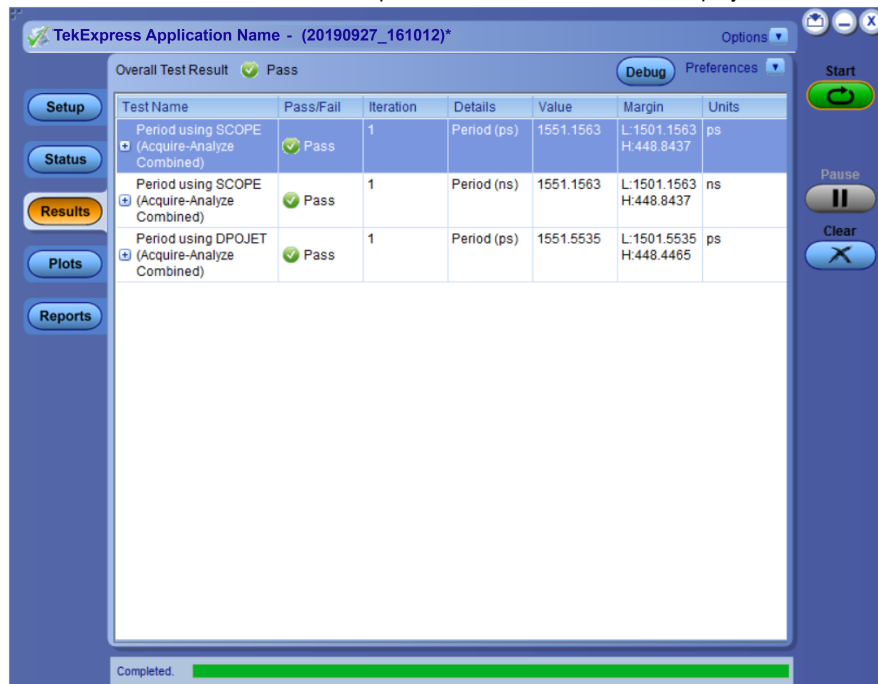 TekExpress Application Name - (20190927_161012)*
Options
Overall Test Result Pass
Debug
Preferences
Start
Setup
Status
Results
Plots
Reports
Test Name Pass/Fail Iteration Details Value Margin Units
Period using SCOPE
(Acquire-Analyze
Combined)
Pass 1 Period (ps) 1551.1563 L:1501.1563 ps
H:448.8437
Period using SCOPE
(Acquire-Analyze
Combined)
Pass 1 Period (ns) 1551.1563 L:1501.1563 ns
H:448.8437
Period using DPOJET
(Acquire-Analyze
Combined)
Pass 1 Period (ps) 1551.5535 L:1501.5535 ps
H:448.4465
Pause
Clear
Completed.